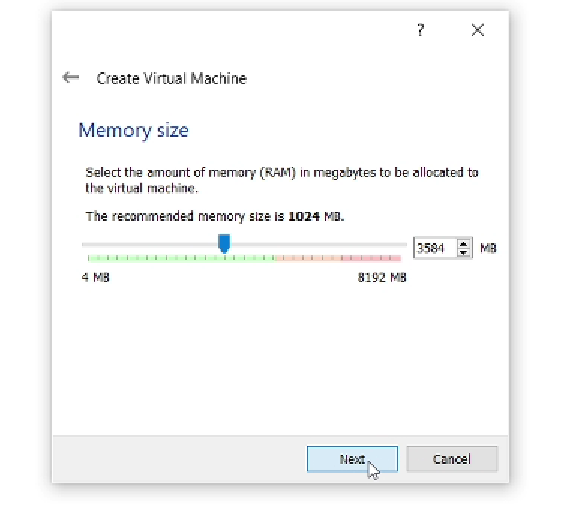 ?
Create Virtual Machine
Memory size
Select the amount of memory (RAM) in megabytes to be allocated to
the virtual machine.
The recommended memory size is 1024 MB.
3584 MB
4 MB 8192 MB
Next Cancel